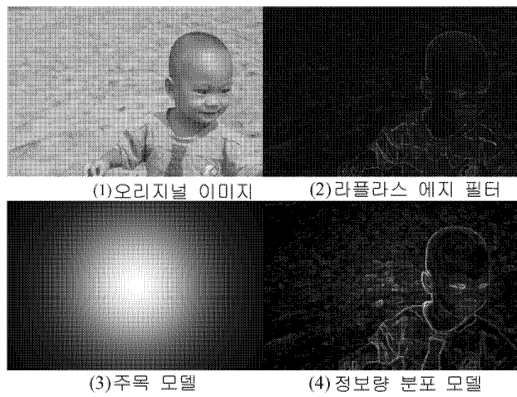 (1)오리지널 이미지
(2)라플라스 에지 필터
(3)주목 모델
(4)정보량 분포 모델